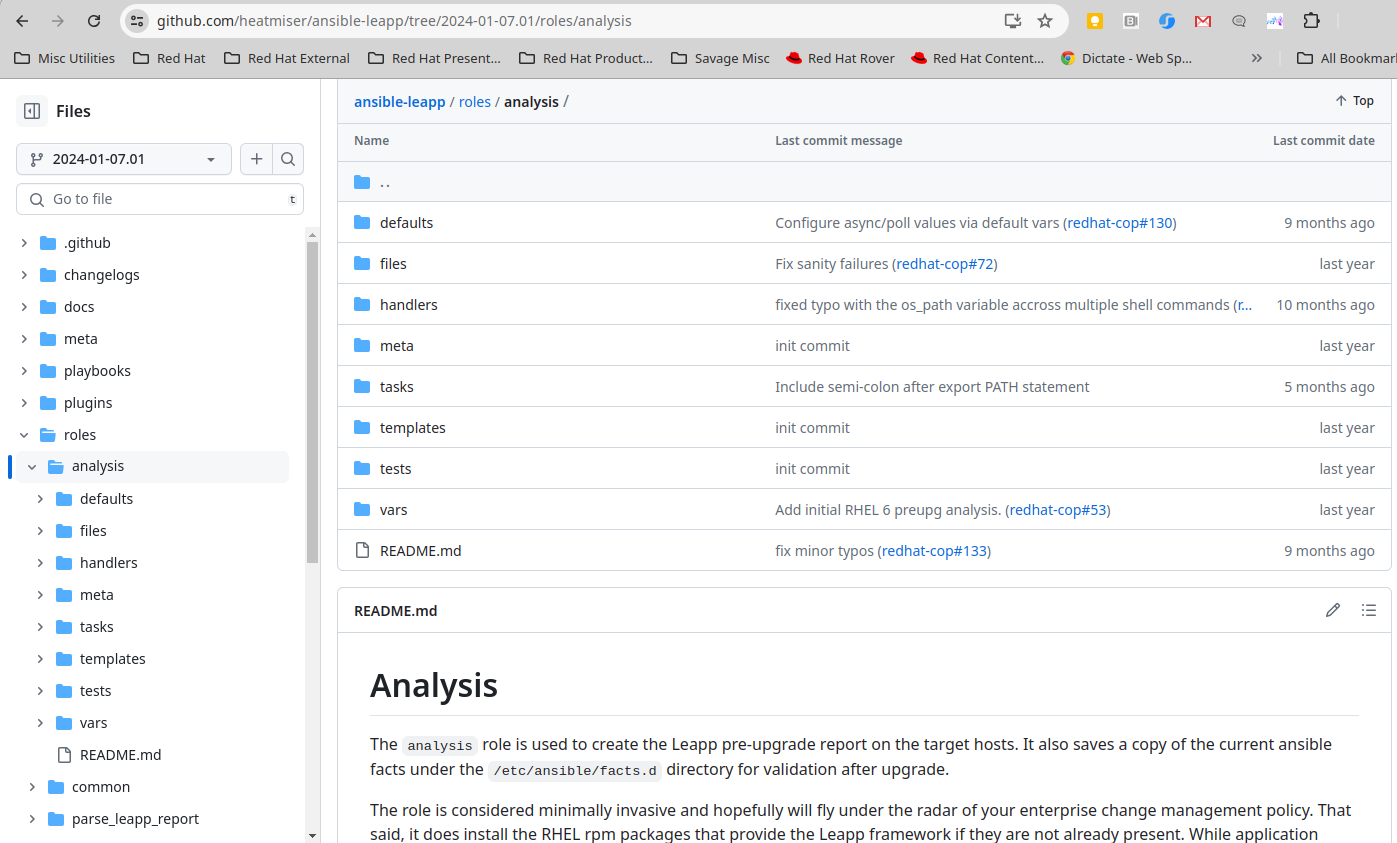 github.com/heatmiser/ansible-leapp/tree/2024-01-07.01/roles/analysis
Misc Utilities Red Hat Red Hat External Red Hat Present... Red Hat Product... Savage Misc Red Hat Rover Red Hat Content... Dictate - Web Sp... » All Bookmar
Files
2024-01-07.01
Go to file t
.github
changelogs
docs
meta
playbooks
plugins
roles
analysis
defaults
files
handlers
meta
tasks
templates
tests
vars
README.md
common
parse_leapp_report
ansible-leapp / roles / analysis / Top
Name Last commit message Last commit date
..
defaults Configure async/poll values via default vars (redhat-cop#130) 9 months ago
files Fix sanity failures (redhat-cop#72) last year
handlers fixed typo with the os_path variable accross multiple shell commands (r... 10 months ago
meta init commit last year
tasks Include semi-colon after export PATH statement 5 months ago
templates init commit last year
tests init commit last year
vars Add initial RHEL 6 preupg analysis. (redhat-cop#53) last year
README.md fix minor typos (redhat-cop#133) 9 months ago
README.md
Analysis
The analysis role is used to create the Leapp pre-upgrade report on the target hosts. It also saves a copy of the current ansible
facts under the /etc/ansible/facts.d directory for validation after upgrade.
The role is considered minimally invasive and hopefully will fly under the radar of your enterprise change management policy. That
said, it does install the RHEL rpm packages that provide the Leapp framework if they are not already present. While application